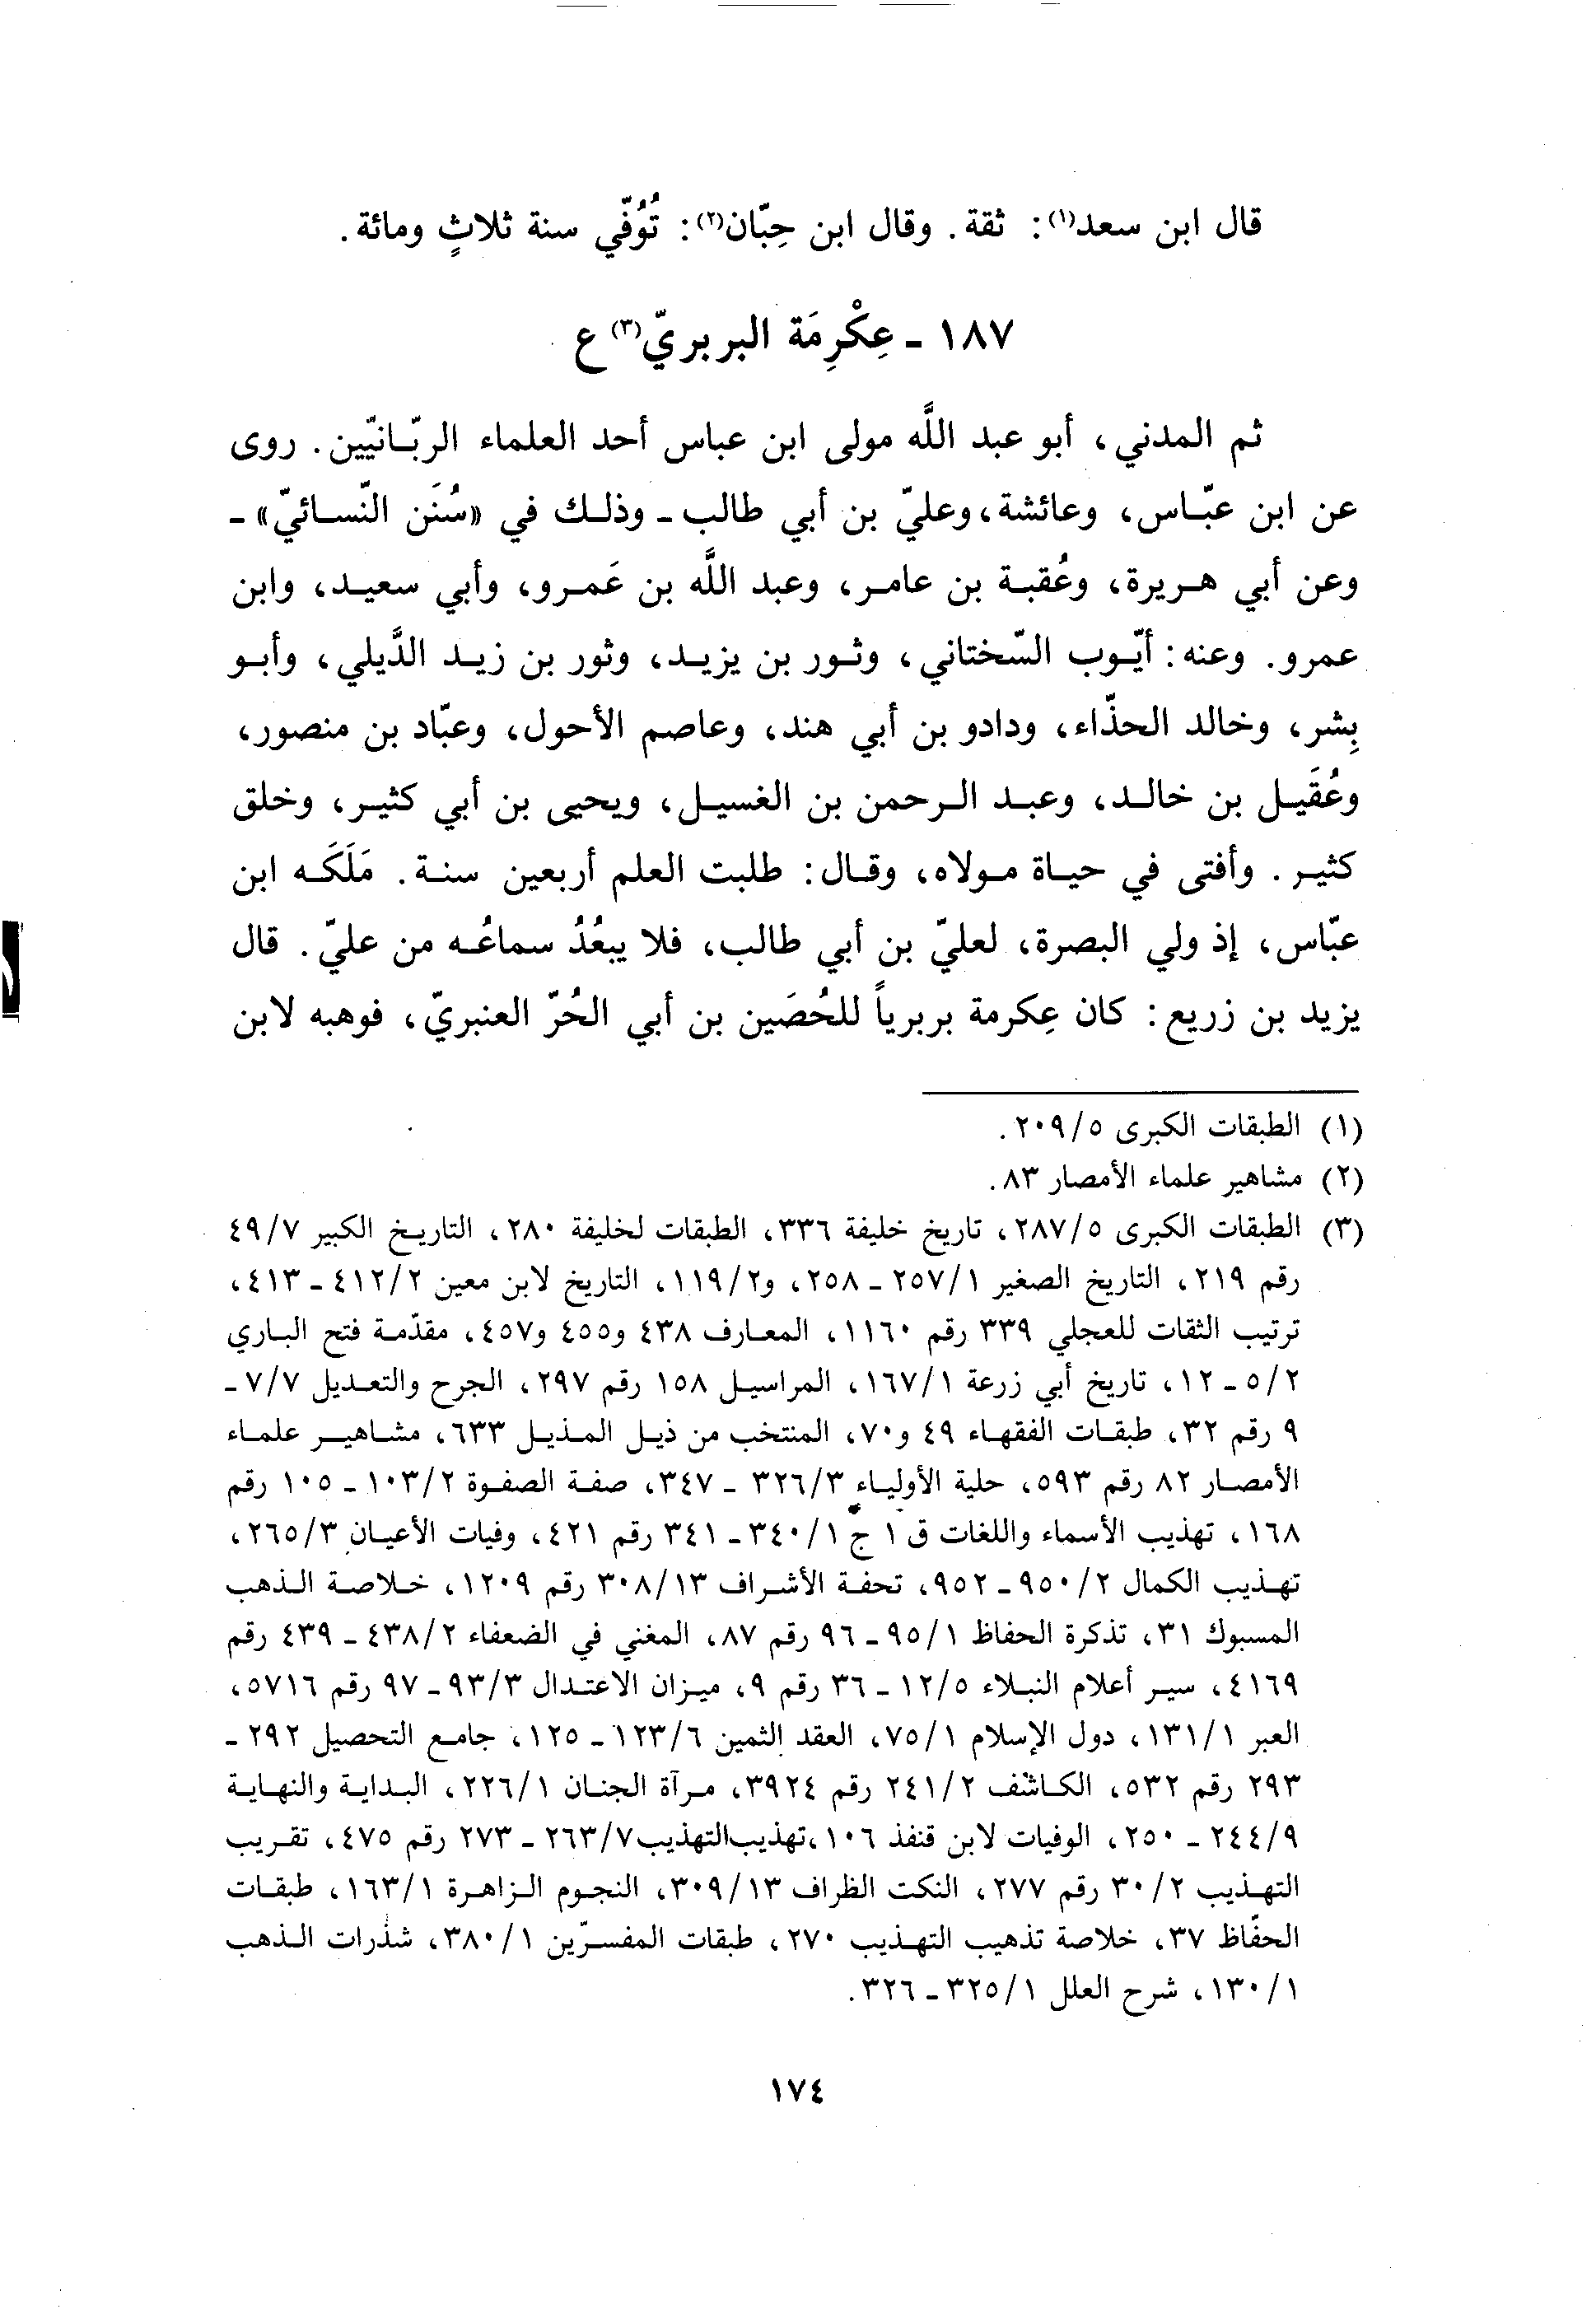 قال ابن سعد(١): ثقة. وقال ابن حِبّان(٢): تُوُفّي سنة ثلاثٍ ومائة.
١٨٧ - عِكْرِمَة البربريّ(٣) ع
ثم المدني، أبو عبد اللَّه مولى ابن عباس أحد العلماء الربّانيّين. روى
عن ابن عبّاس، وعائشة، وعليّ بن أبي طالب - وذلك في «سُنَن النّسائيّ» -
وعن أبي هريرة، وعُقبة بن عامر، وعبد اللَّه بن عَمرو، وأبي سعيد، وابن
عمرو. وعنه: أيّوب السّختاني، وثور بن يزيد، وثور بن زيد الدَّيلي، وأبو
بِشر، وخالد الحذّاء، ودادو بن أبي هند، وعاصم الأحول، وعبّاد بن منصور،
وعُقَيل بن خالد، وعبد الرحمن بن الغسيل، ويحيى بن أبي كثير، وخلق
كثير. وأفتى في حياة مولاه، وقال: طلبت العلم أربعين سنة. مَلَكَه ابن
عبّاس، إذ ولي البصرة، لعليّ بن أبي طالب، فلا يبعُدُ سماعُه من عليّ. قال
يزيد بن زريع: كان عِكرمة بربرياً للحُصَين بن أبي الحُرّ العنبريّ، فوهبه لابن
(١) الطبقات الكبرى ٢٠٩/٥.
(٢) مشاهير علماء الأمصار ٨٣.
(٣) الطبقات الكبرى ٢٨٧/٥، تاريخ خليفة ٣٣٦، الطبقات لخليفة ٢٨٠، التاريخ الكبير ٤٩/٧
رقم ٢١٩، التاريخ الصغير ٢٥٧/١ - ٢٥٨، و١١٩/٢، التاريخ لابن معين ٤١٢/٢ - ٤١٣،
ترتيب الثقات للعجلي ٣٣٩ رقم ١١٦٠، المعارف ٤٣٨ و٤٥٥ و٤٥٧، مقدّمة فتح الباري
٥/٢ - ١٢، تاريخ أبي زرعة ١٦٧/١، المراسيل ١٥٨ رقم ٢٩٧، الجرح والتعديل ٧/٧ -
٩ رقم ٣٢، طبقات الفقهاء ٤٩ و٧٠، المنتخب من ذيل المذيل ٦٣٣، مشاهير علماء
الأمصار ٨٢ رقم ٥٩٣، حلية الأولياء ٣٢٦/٣ - ٣٤٧، صفة الصفوة ١٠٣/٢ - ١٠٥ رقم
١٦٨، تهذيب الأسماء واللغات ق ١ ج ٣٤٠/١ - ٣٤١ رقم ٤٢١، وفيات الأعيان ٢٦٥/٣،
تهذيب الكمال ٩٥٠/٢ - ٩٥٢، تحفة الأشراف ٣٠٨/١٣ رقم ١٢٠٩، خلاصة الذهب
المسبوك ٣١، تذكرة الحفاظ ٩٥/١ - ٩٦ رقم ٨٧، المغني في الضعفاء ٤٣٨/٢ - ٤٣٩ رقم
٤١٦٩، سير أعلام النبلاء ١٢/٥ - ٣٦ رقم ٩، ميزان الاعتدال ٩٣/٣ - ٩٧ رقم ٥٧١٦،
العبر ١٣١/١، دول الإسلام ٧٥/١، العقد الثمين ١٢٣/٦ - ١٢٥، جامع التحصيل ٢٩٢ -
٢٩٣ رقم ٥٣٢، الكاشف ٢٤١/٢ رقم ٣٩٢٤، مرآة الجنان ٢٢٦/١، البداية والنهاية
٢٤٤/٩ - ٢٥٠، الوفيات لابن قنفذ ١٠٦، تهذيب التهذيب ٢٦٣/٧ - ٢٧٣ رقم ٤٧٥، تقريب
التهذيب ٣٠/٢ رقم ٢٧٧، النكت الظراف ٣٠٩/١٣، النجوم الزاهرة ١٦٣/١، طبقات
الحفّاظ ٣٧، خلاصة تذهيب التهذيب ٢٧٠، طبقات المفسرّين ٣٨٠/١، شذرات الذهب
١٣٠/١، شرح العلل ٣٢٥/١ - ٣٢٦.
١٧٤